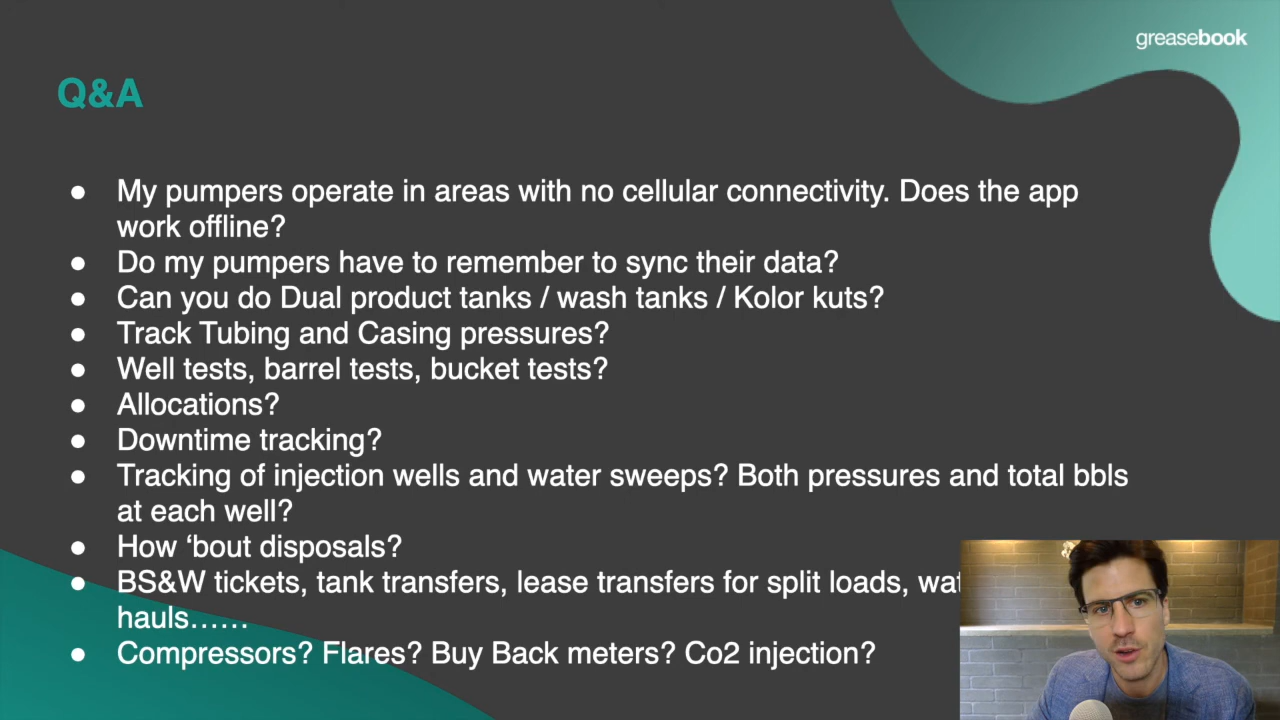 greasebook
Q&A
● My pumpers operate in areas with no cellular connectivity. Does the app
work offline?
● Do my pumpers have to remember to sync their data?
● Can you do Dual product tanks / wash tanks / Kolor kuts?
● Track Tubing and Casing pressures?
● Well tests, barrel tests, bucket tests?
● Allocations?
● Downtime tracking?
● Tracking of injection wells and water sweeps? Both pressures and total bbls
at each well?
● How ‘bout disposals?
● BS&W tickets, tank transfers, lease transfers for split loads,
hauls……
● Compressors? Flares? Buy Back meters? Co2 injection?